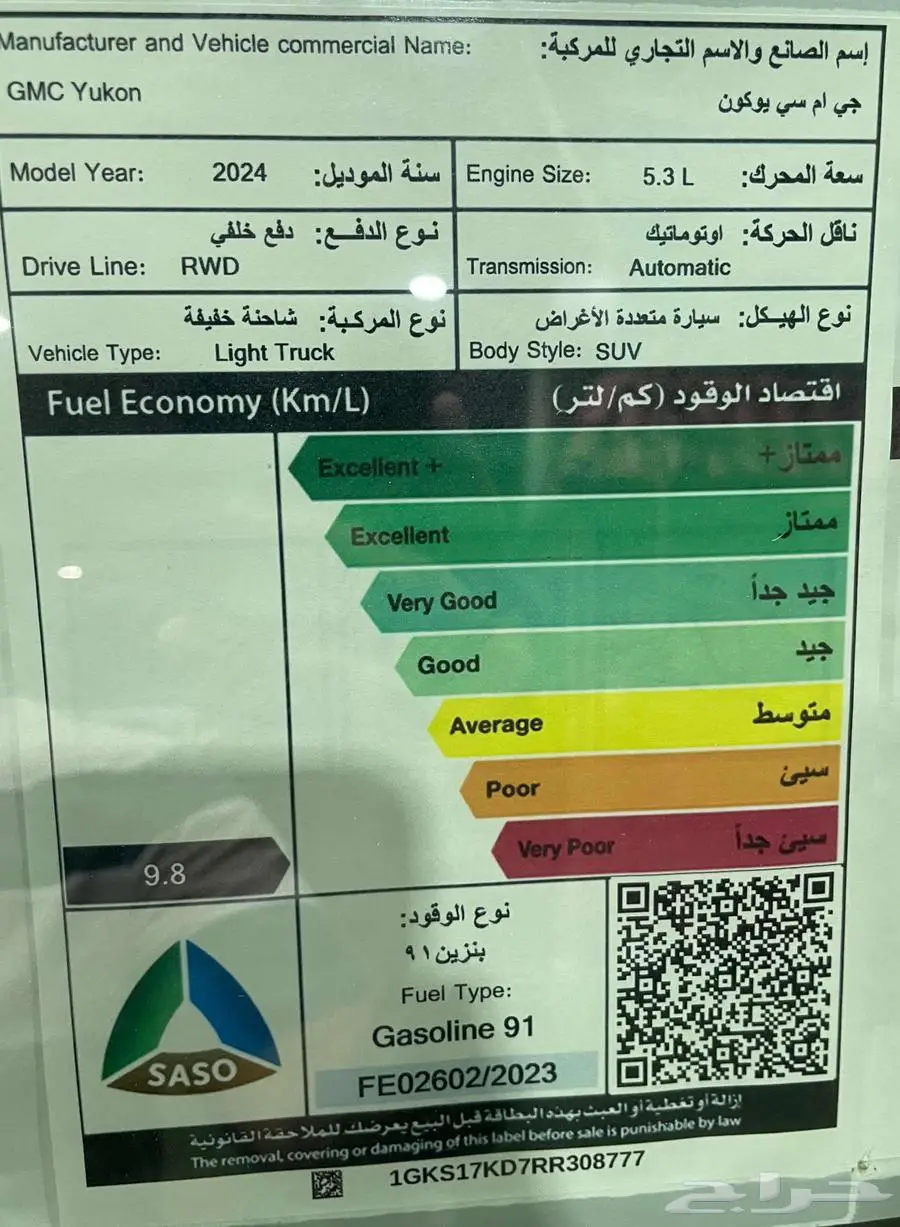 Manufacturer and Vehicle commercial Name: إسم الصانع والاسم التجاري للمركبة:
GMC Yukon جي ام سي يوكون
Model Year: 2024 سنة الموديل:
Engine Size: 5.3 L سعة المحرك:
نوع الدفـــع: دفع خلفي
Drive Line: RWD
ناقل الحركة: اوتوماتيك
Transmission: Automatic
نوع المركبة: شاحنة خفيفة
Vehicle Type: Light Truck
نوع الهيكل: سيارة متعددة الأغراض
Body Style: SUV
Fuel Economy (Km/L) اقتصاد الوقود (كم/لتر)
Excellent + ممتاز+
Excellent ممتاز
Very Good جيد جداً
Good جيد
Average متوسط
Poor سيئ
Very Poor سيئ جداً
9.8
نوع الوقود:
بنزين ٩١
Fuel Type:
Gasoline 91
FE02602/2023
SASO
إزالة أو تغطية أو العبث بهذه البطاقة قبل البيع يعرضك للملاحقة القانونية
The removal, covering or damaging of this label before sale is punishable by law
1GKS17KD7RR308777
حراج